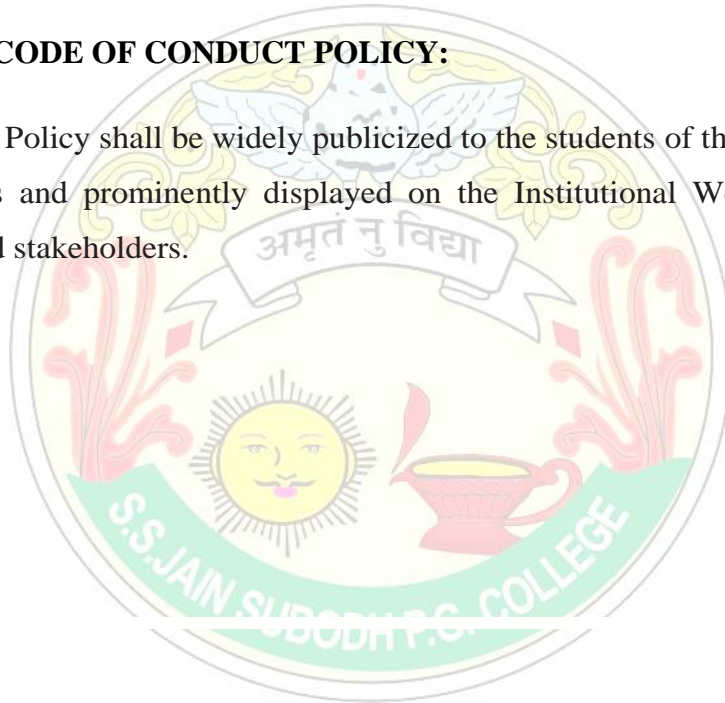 CODE OF CONDUCT POLICY:
Policy shall be widely publicized to the students of th
s and prominently displayed on the Institutional W
d stakeholders.
अमृतं नु विद्या
S.S.JAIN SUBODH P.G. COLLEGE